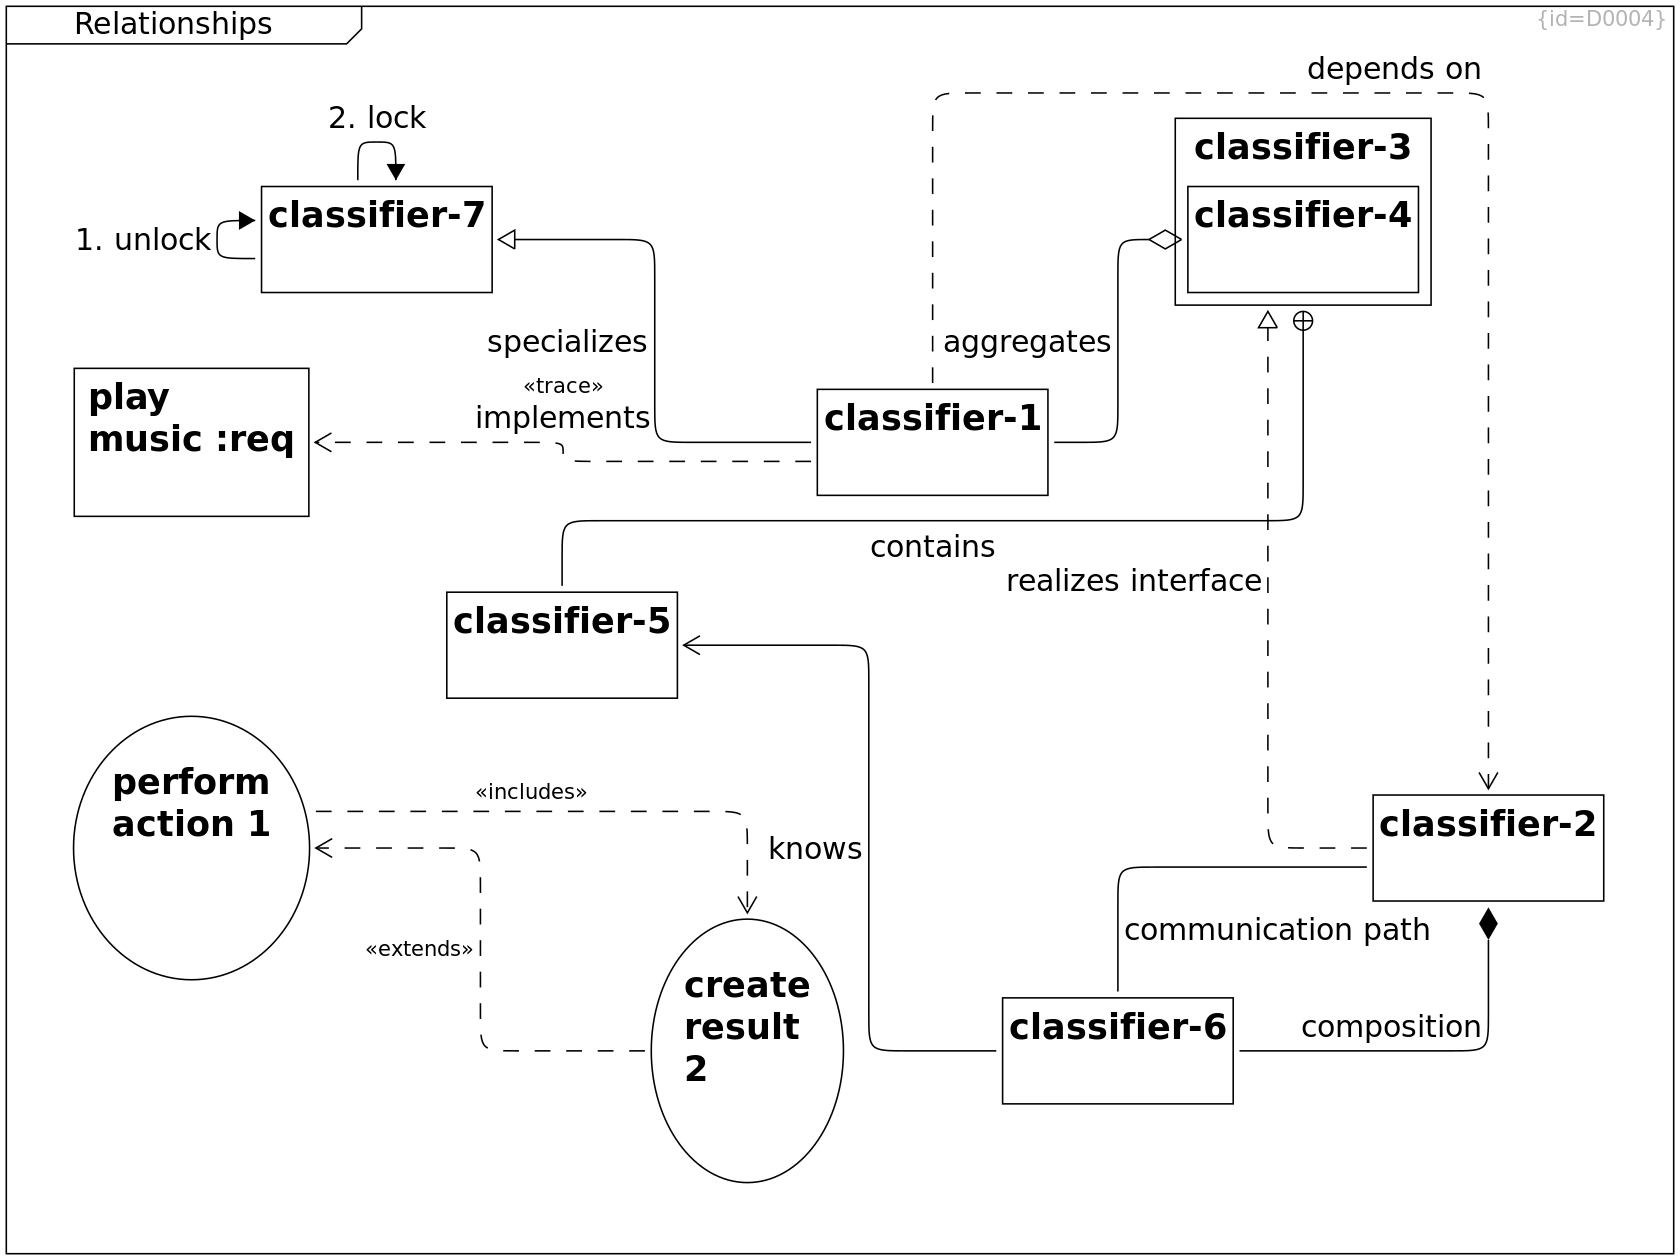 Relationships
{id=D0004}
depends on
2. lock
classifier-3
classifier-7
classifier-4
1. unlock
specializes
aggregates
«trace»
implements
play
music :req
classifier-1
contains
realizes interface
classifier-5
perform
action 1
«includes»
knows
classifier-2
«extends»
communication path
create
result
2
classifier-6
composition